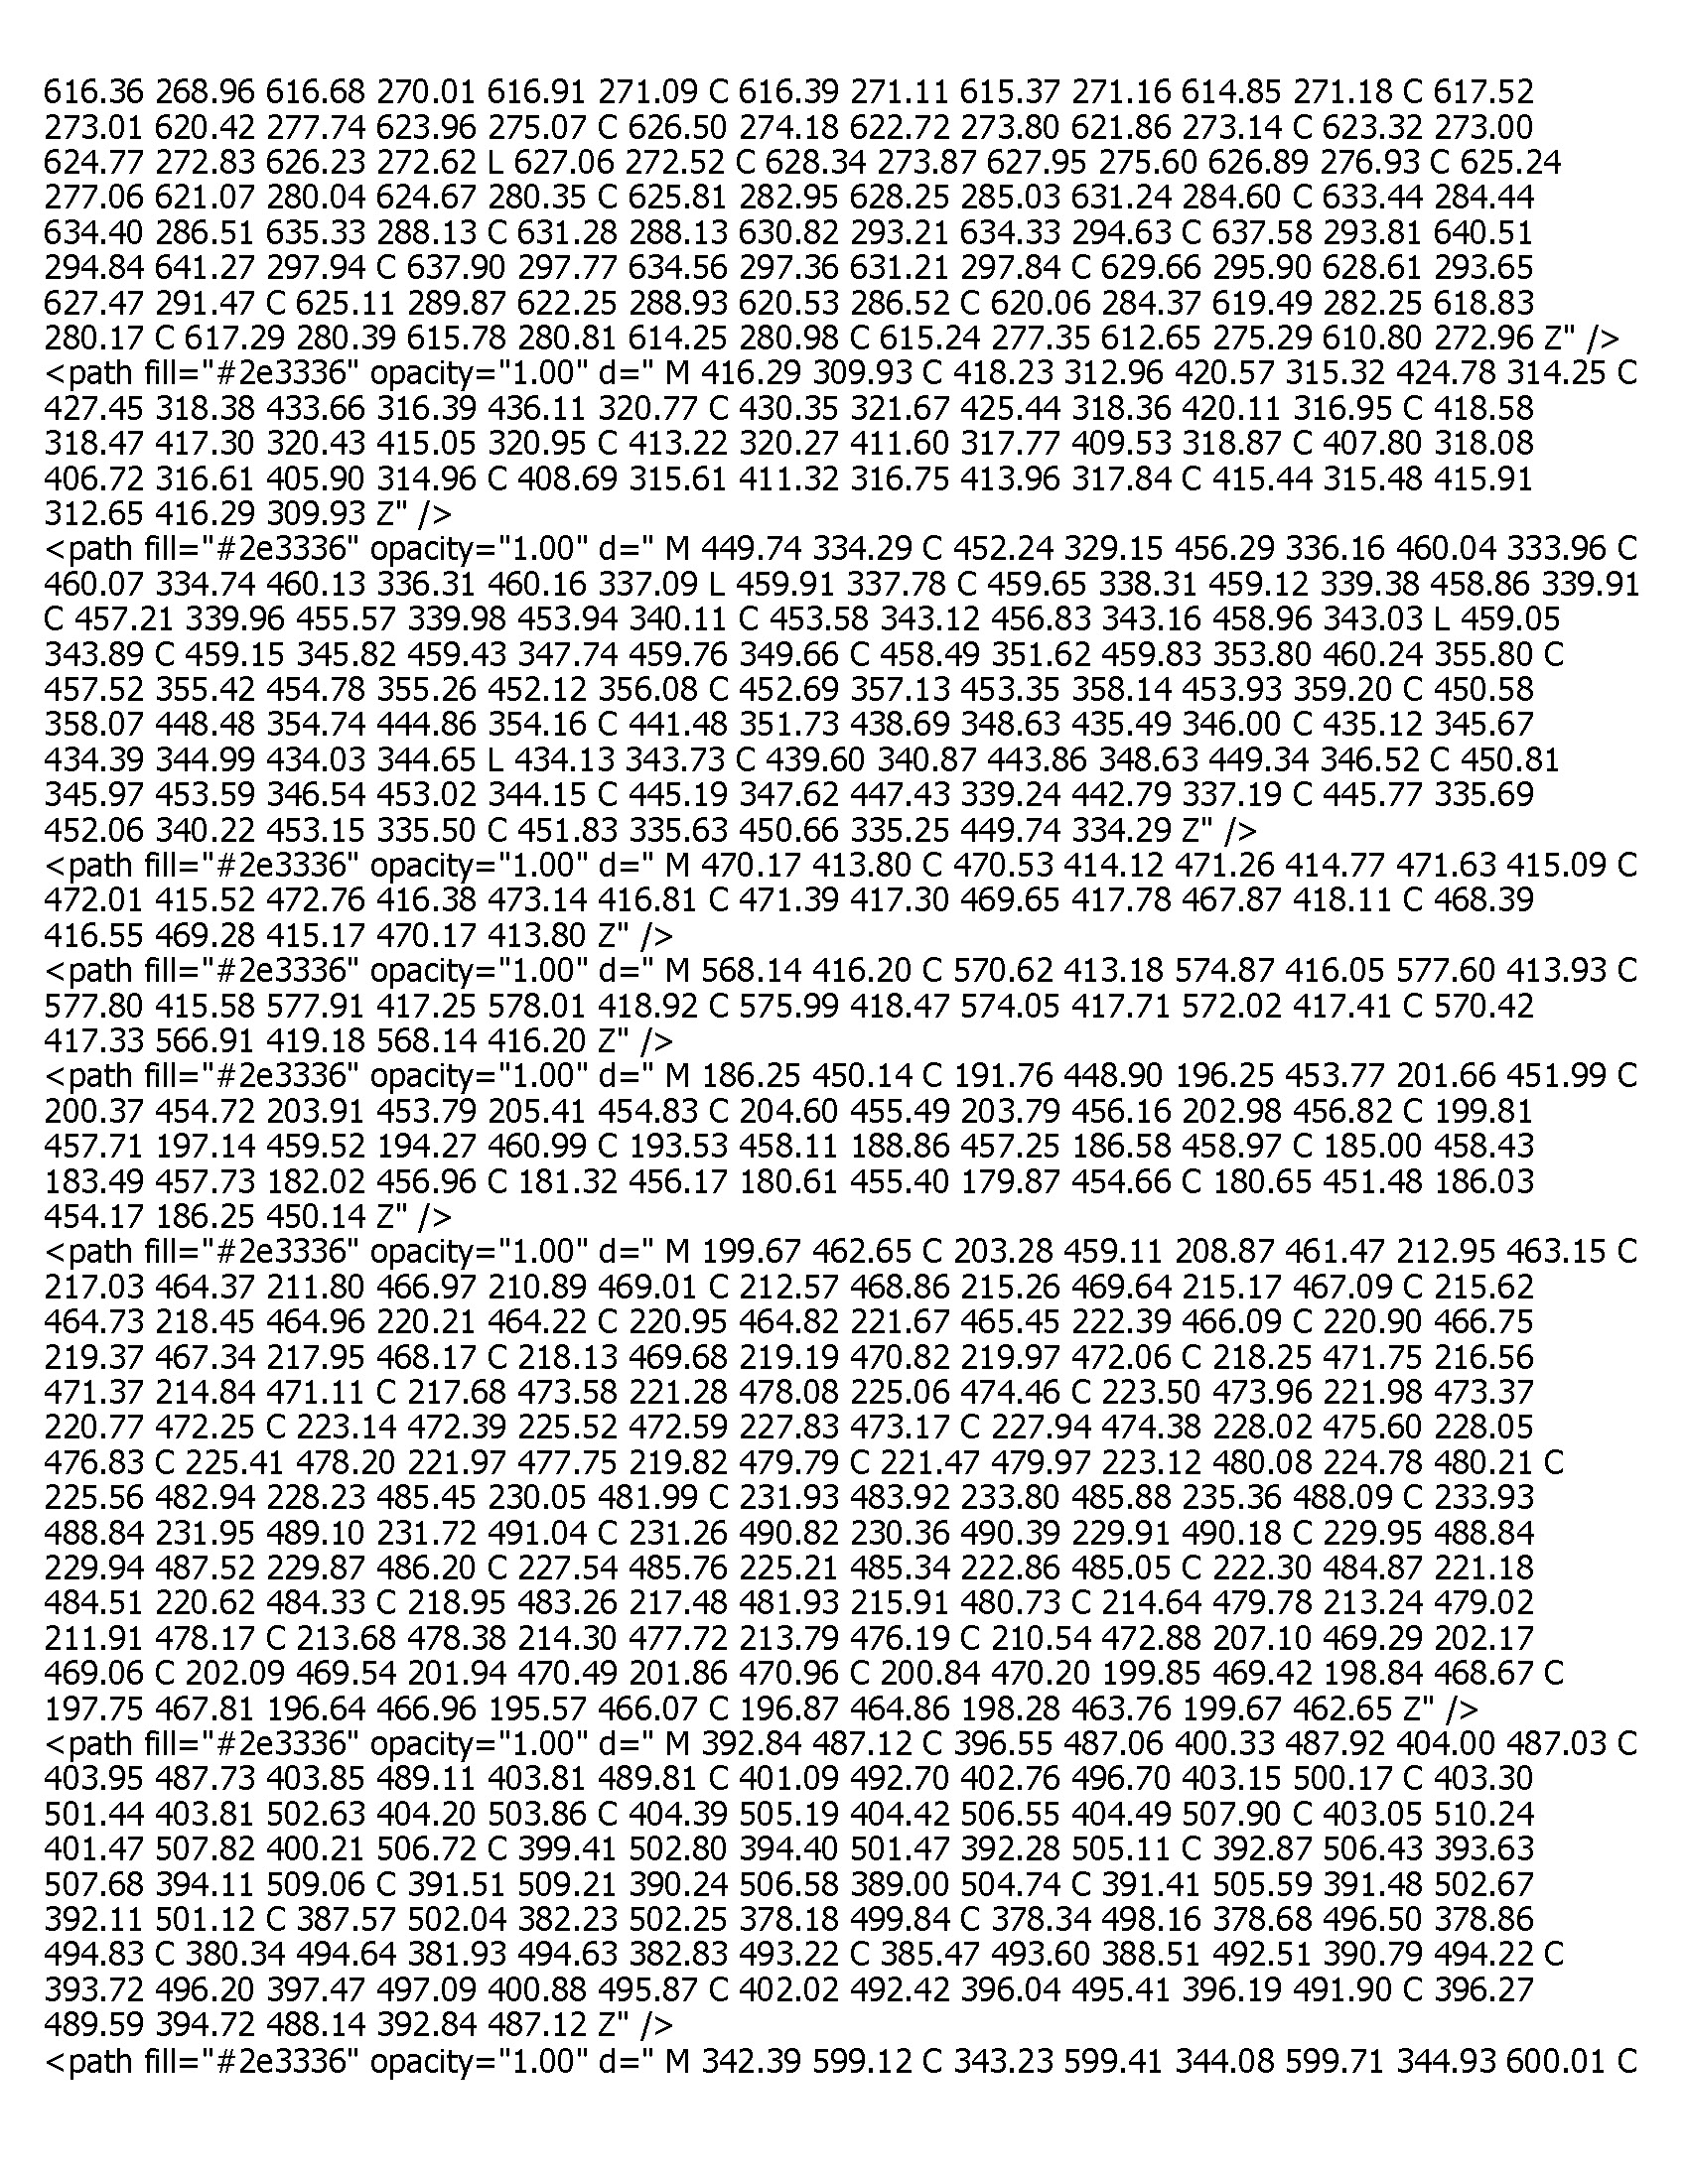 616.36 268.96 616.68 270.01 616.91 271.09 C 616.39 271.11 615.37 271.16 614.85 271.18 C 617.52
273.01 620.42 277.74 623.96 275.07 C 626.50 274.18 622.72 273.80 621.86 273.14 C 623.32 273.00
624.77 272.83 626.23 272.62 L 627.06 272.52 C 628.34 273.87 627.95 275.60 626.89 276.93 C 625.24
277.06 621.07 280.04 624.67 280.35 C 625.81 282.95 628.25 285.03 631.24 284.60 C 633.44 284.44
634.40 286.51 635.33 288.13 C 631.28 288.13 630.82 293.21 634.33 294.63 C 637.58 293.81 640.51
294.84 641.27 297.94 C 637.90 297.77 634.56 297.36 631.21 297.84 C 629.66 295.90 628.61 293.65
627.47 291.47 C 625.11 289.87 622.25 288.93 620.53 286.52 C 620.06 284.37 619.49 282.25 618.83
280.17 C 617.29 280.39 615.78 280.81 614.25 280.98 C 615.24 277.35 612.65 275.29 610.80 272.96 Z" />
<path fill="#2e3336" opacity="1.00" d=" M 416.29 309.93 C 418.23 312.96 420.57 315.32 424.78 314.25 C
427.45 318.38 433.66 316.39 436.11 320.77 C 430.35 321.67 425.44 318.36 420.11 316.95 C 418.58
318.47 417.30 320.43 415.05 320.95 C 413.22 320.27 411.60 317.77 409.53 318.87 C 407.80 318.08
406.72 316.61 405.90 314.96 C 408.69 315.61 411.32 316.75 413.96 317.84 C 415.44 315.48 415.91
312.65 416.29 309.93 Z" />
<path fill="#2e3336" opacity="1.00" d=" M 449.74 334.29 C 452.24 329.15 456.29 336.16 460.04 333.96 C
460.07 334.74 460.13 336.31 460.16 337.09 L 459.91 337.78 C 459.65 338.31 459.12 339.38 458.86 339.91
C 457.21 339.96 455.57 339.98 453.94 340.11 C 453.58 343.12 456.83 343.16 458.96 343.03 L 459.05
343.89 C 459.15 345.82 459.43 347.74 459.76 349.66 C 458.49 351.62 459.83 353.80 460.24 355.80 C
457.52 355.42 454.78 355.26 452.12 356.08 C 452.69 357.13 453.35 358.14 453.93 359.20 C 450.58
358.07 448.48 354.74 444.86 354.16 C 441.48 351.73 438.69 348.63 435.49 346.00 C 435.12 345.67
434.39 344.99 434.03 344.65 L 434.13 343.73 C 439.60 340.87 443.86 348.63 449.34 346.52 C 450.81
345.97 453.59 346.54 453.02 344.15 C 445.19 347.62 447.43 339.24 442.79 337.19 C 445.77 335.69
452.06 340.22 453.15 335.50 C 451.83 335.63 450.66 335.25 449.74 334.29 Z" />
<path fill="#2e3336" opacity="1.00" d=" M 470.17 413.80 C 470.53 414.12 471.26 414.77 471.63 415.09 C
472.01 415.52 472.76 416.38 473.14 416.81 C 471.39 417.30 469.65 417.78 467.87 418.11 C 468.39
416.55 469.28 415.17 470.17 413.80 Z" />
<path fill="#2e3336" opacity="1.00" d=" M 568.14 416.20 C 570.62 413.18 574.87 416.05 577.60 413.93 C
577.80 415.58 577.91 417.25 578.01 418.92 C 575.99 418.47 574.05 417.71 572.02 417.41 C 570.42
417.33 566.91 419.18 568.14 416.20 Z" />
<path fill="#2e3336" opacity="1.00" d=" M 186.25 450.14 C 191.76 448.90 196.25 453.77 201.66 451.99 C
200.37 454.72 203.91 453.79 205.41 454.83 C 204.60 455.49 203.79 456.16 202.98 456.82 C 199.81
457.71 197.14 459.52 194.27 460.99 C 193.53 458.11 188.86 457.25 186.58 458.97 C 185.00 458.43
183.49 457.73 182.02 456.96 C 181.32 456.17 180.61 455.40 179.87 454.66 C 180.65 451.48 186.03
454.17 186.25 450.14 Z" />
<path fill="#2e3336" opacity="1.00" d=" M 199.67 462.65 C 203.28 459.11 208.87 461.47 212.95 463.15 C
217.03 464.37 211.80 466.97 210.89 469.01 C 212.57 468.86 215.26 469.64 215.17 467.09 C 215.62
464.73 218.45 464.96 220.21 464.22 C 220.95 464.82 221.67 465.45 222.39 466.09 C 220.90 466.75
219.37 467.34 217.95 468.17 C 218.13 469.68 219.19 470.82 219.97 472.06 C 218.25 471.75 216.56
471.37 214.84 471.11 C 217.68 473.58 221.28 478.08 225.06 474.46 C 223.50 473.96 221.98 473.37
220.77 472.25 C 223.14 472.39 225.52 472.59 227.83 473.17 C 227.94 474.38 228.02 475.60 228.05
476.83 C 225.41 478.20 221.97 477.75 219.82 479.79 C 221.47 479.97 223.12 480.08 224.78 480.21 C
225.56 482.94 228.23 485.45 230.05 481.99 C 231.93 483.92 233.80 485.88 235.36 488.09 C 233.93
488.84 231.95 489.10 231.72 491.04 C 231.26 490.82 230.36 490.39 229.91 490.18 C 229.95 488.84
229.94 487.52 229.87 486.20 C 227.54 485.76 225.21 485.34 222.86 485.05 C 222.30 484.87 221.18
484.51 220.62 484.33 C 218.95 483.26 217.48 481.93 215.91 480.73 C 214.64 479.78 213.24 479.02
211.91 478.17 C 213.68 478.38 214.30 477.72 213.79 476.19 C 210.54 472.88 207.10 469.29 202.17
469.06 C 202.09 469.54 201.94 470.49 201.86 470.96 C 200.84 470.20 199.85 469.42 198.84 468.67 C
197.75 467.81 196.64 466.96 195.57 466.07 C 196.87 464.86 198.28 463.76 199.67 462.65 Z" />
<path fill="#2e3336" opacity="1.00" d=" M 392.84 487.12 C 396.55 487.06 400.33 487.92 404.00 487.03 C
403.95 487.73 403.85 489.11 403.81 489.81 C 401.09 492.70 402.76 496.70 403.15 500.17 C 403.30
501.44 403.81 502.63 404.20 503.86 C 404.39 505.19 404.42 506.55 404.49 507.90 C 403.05 510.24
401.47 507.82 400.21 506.72 C 399.41 502.80 394.40 501.47 392.28 505.11 C 392.87 506.43 393.63
507.68 394.11 509.06 C 391.51 509.21 390.24 506.58 389.00 504.74 C 391.41 505.59 391.48 502.67
392.11 501.12 C 387.57 502.04 382.23 502.25 378.18 499.84 C 378.34 498.16 378.68 496.50 378.86
494.83 C 380.34 494.64 381.93 494.63 382.83 493.22 C 385.47 493.60 388.51 492.51 390.79 494.22 C
393.72 496.20 397.47 497.09 400.88 495.87 C 402.02 492.42 396.04 495.41 396.19 491.90 C 396.27
489.59 394.72 488.14 392.84 487.12 Z" />
<path fill="#2e3336" opacity="1.00" d=" M 342.39 599.12 C 343.23 599.41 344.08 599.71 344.93 600.01 C